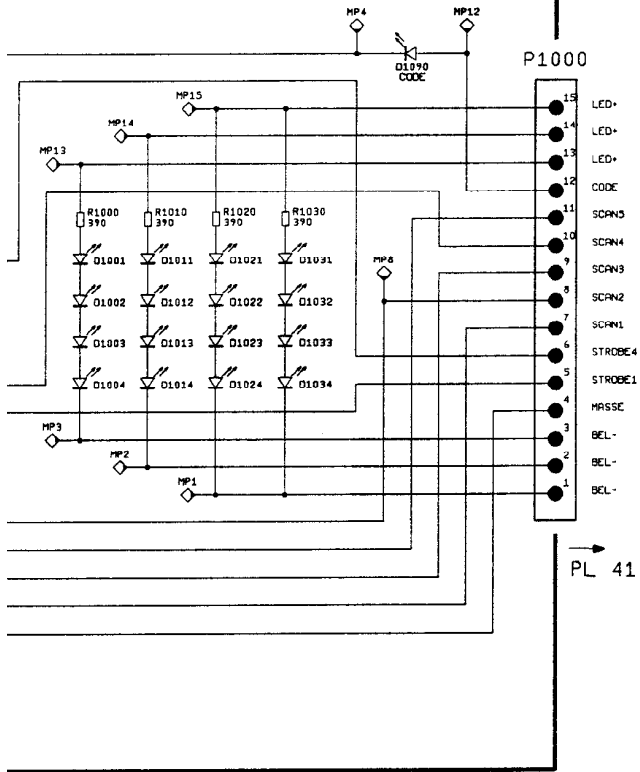 MP4
MP12
D1090
CODE
P1000
MP15
15 LED+
MP14
14 LED+
MP13
13 LED+
12 CODE
R1000
390
R1010
390
R1020
390
R1030
390
11 SCAN5
10 SCAN4
D1001
D1011
D1021
D1031
MP8
9 SCAN3
D1002
D1012
D1022
D1032
8 SCAN2
7 SCAN1
D1003
D1013
D1023
D1033
6 STROBE4
D1004
D1014
D1024
D1034
5 STROBE1
4 MASSE
MP3
3 BEL-
MP2
2 BEL-
MP1
1 BEL-
PL 41